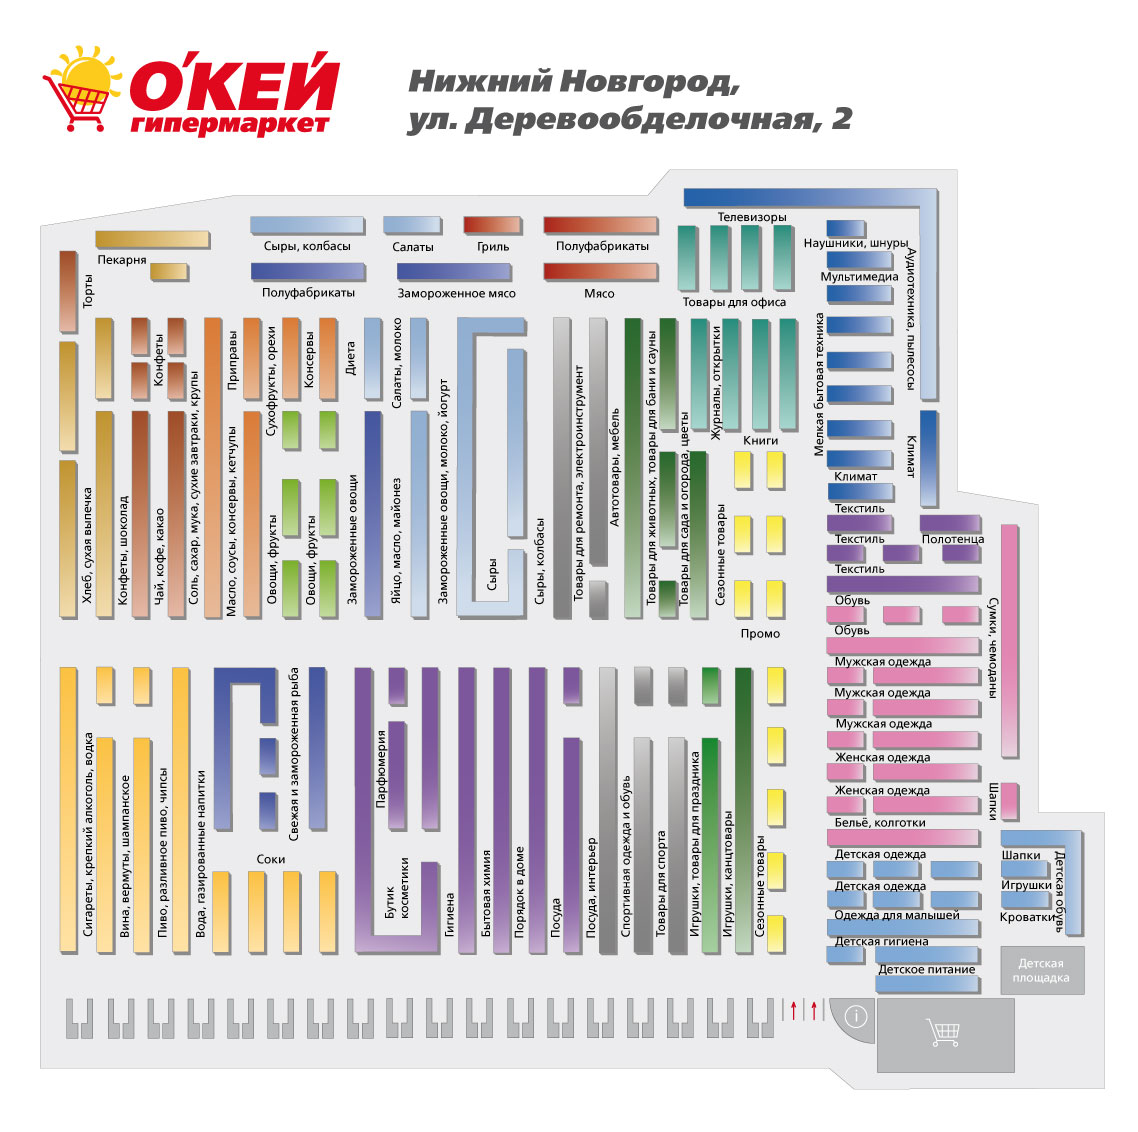 О'КЕЙ
гипермаркет
Нижний Новгород,
ул. Деревообделочная, 2
Пекарня
Торты
Сыры, колбасы
Салаты
Гриль
Полуфабрикаты
Полуфабрикаты
Замороженное мясо
Мясо
Телевизоры
Товары для офиса
Наушники, шнуры
Мультимедиа
Аудиотехника, пылесосы
Мелкая бытовая техника
Климат
Климат
Хлеб, сухая выпечка
Конфеты, шоколад
Конфеты
Чай, кофе, какао
Соль, сахар, мука, сухие завтраки, крупы
Масло, соусы, консервы, кетчупы
Приправы
Сухофрукты, орехи
Овощи, фрукты
Консервы
Овощи, фрукты
Диета
Замороженные овощи
Салаты, молоко
Яйцо, масло, майонез
Замороженные овощи, молоко, йогурт
Сыры
Сыры, колбасы
Товары для ремонта, электроинструмент
Автотовары, мебель
Товары для животных, товары для бани и сауны
Товары для сада и огорода, цветы
Журналы, открытки
Сезонные товары
Книги
Промо
Текстиль
Текстиль
Полотенца
Текстиль
Обувь
Обувь
Сумки, чемоданы
Мужская одежда
Мужская одежда
Мужская одежда
Женская одежда
Женская одежда
Шапки
Бельё, колготки
Детская одежда
Детская одежда
Одежда для малышей
Детская гигиена
Детское питание
Шапки
Игрушки
Кроватки
Детская обувь
Детская
площадка
Сигареты, крепкий алкоголь, водка
Вина, вермуты, шампанское
Пиво, разливное пиво, чипсы
Вода, газированные напитки
Соки
Свежая и замороженная рыба
Парфюмерия
Бутик
косметики
Гигиена
Бытовая химия
Порядок в доме
Посуда
Посуда, интерьер
Спортивная одежда и обувь
Товары для спорта
Игрушки, товары для праздника
Игрушки, канцтовары
Сезонные товары
i